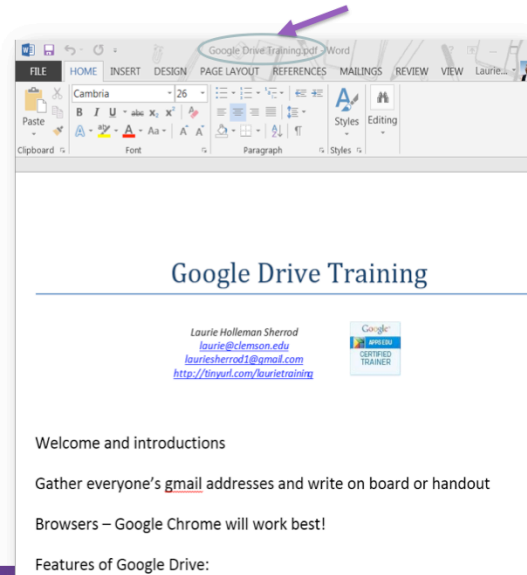 Google Drive Training.pdf - Word
FILE HOME INSERT DESIGN PAGE LAYOUT REFERENCES MAILINGS REVIEW VIEW Laurie...
Cambria 26
Paste
B I U abc X₂ X²
A aby A Aa A A
Styles Editing
Clipboard Font Paragraph Styles
Google Drive Training
Laurie Holleman Sherrod
laurie@clemson.edu
lauriesherrod1@gmail.com
http://tinyurl.com/laurietraining
Google
APPS EDU
CERTIFIED
TRAINER
Welcome and introductions
Gather everyone's gmail addresses and write on board or handout
Browsers – Google Chrome will work best!
Features of Google Drive: